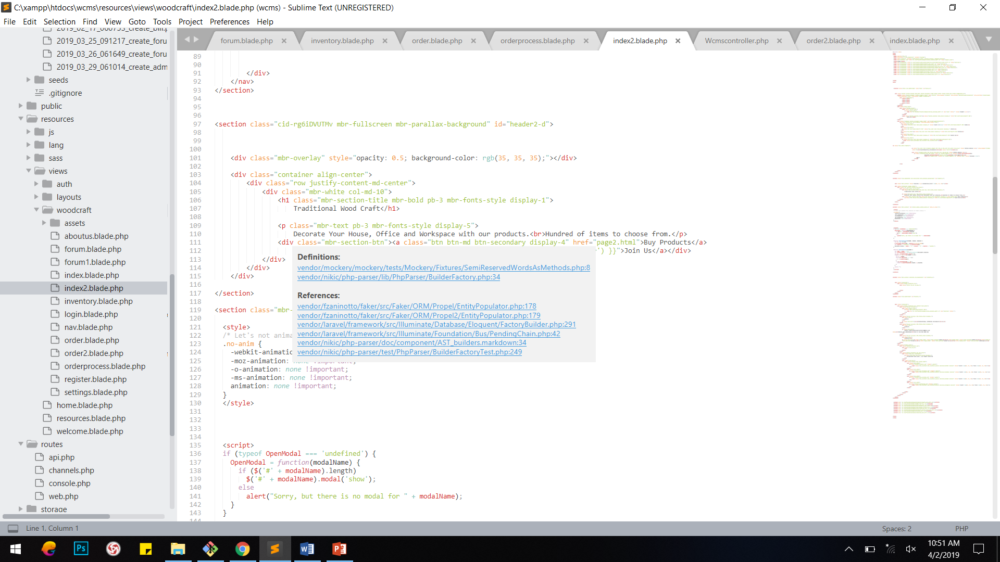 C:\xampp\htdocs\wcms\resources\views\woodcraft\index2.blade.php (wcms) - Sublime Text (UNREGISTERED)
File Edit Selection Find View Goto Tools Project Preferences Help
2019_03_25_091217_create_foru
2019_03_26_061649_create_foru
2019_03_29_061014_create_adm
seeds
.gitignore
public
resources
js
lang
sass
views
auth
layouts
woodcraft
assets
aboutus.blade.php
forum.blade.php
forum1.blade.php
index.blade.php
index2.blade.php
inventory.blade.php
login.blade.php
nav.blade.php
order.blade.php
order2.blade.php
orderprocess.blade.php
register.blade.php
settings.blade.php
home.blade.php
resources.blade.php
welcome.blade.php
routes
api.php
channels.php
console.php
web.php
storage
forum.blade.php inventory.blade.php order.blade.php orderprocess.blade.php index2.blade.php Wcmscontroller.php order2.blade.php index.blade.php
89
90
91 </div>
92 </nav>
93 </section>
94
95
96
97 <section class="cid-rg6iDVUTMv mbr-fullscreen mbr-parallax-background" id="header2-d">
98
99
100
101 <div class="mbr-overlay" style="opacity: 0.5; background-color: rgb(35, 35, 35);"></div>
102
103 <div class="container align-center">
104 <div class="row justify-content-md-center">
105 <div class="mbr-white col-md-10">
106 <h1 class="mbr-section-title mbr-bold pb-3 mbr-fonts-style display-1">
107 Traditional Wood Craft</h1>
108
109 <p class="mbr-text pb-3 mbr-fonts-style display-5">
110 Decorate Your House, Office and Workspace with our products.<br>Hundred of items to choose from.</p>
111 <div class="mbr-section-btn"><a class="btn btn-md btn-secondary display-4" href="page2.html">Buy Products</a>
112 ') }}">Join Us</a></div>
113 </div>
114 </div>
115 </div>
116
117 </section>
118
119 <section class="mbr-
120
121 <style>
122 /* Let's not anima
123 .no-anim {
124 -webkit-animatic
125 -moz-animation: none !important;
126 -o-animation: none !important;
127 -ms-animation: none !important;
128 animation: none !important;
129 }
130 </style>
131
132
133
134
135 <script>
136 if (typeof OpenModal === 'undefined') {
137 OpenModal = function(modalName) {
138 if ($('#' + modalName).length)
139 $('#' + modalName).modal('show');
140 else
141 alert("Sorry, but there is no modal for " + modalName);
142 }
143 }
144
Definitions:
vendor/mockery/mockery/tests/Mockery/Fixtures/SemiReservedWordsAsMethods.php:8
vendor/nikic/php-parser/lib/PhpParser/BuilderFactory.php:34
References:
vendor/fzaninotto/faker/src/Faker/ORM/Propel/EntityPopulator.php:178
vendor/fzaninotto/faker/src/Faker/ORM/Propel2/EntityPopulator.php:179
vendor/laravel/framework/src/Illuminate/Database/Eloquent/FactoryBuilder.php:291
vendor/laravel/framework/src/Illuminate/Foundation/Bus/PendingChain.php:42
vendor/nikic/php-parser/doc/component/AST_builders.markdown:34
vendor/nikic/php-parser/test/PhpParser/BuilderFactoryTest.php:249
Line 1, Column 1
Spaces: 2 PHP
10:51 AM
4/2/2019